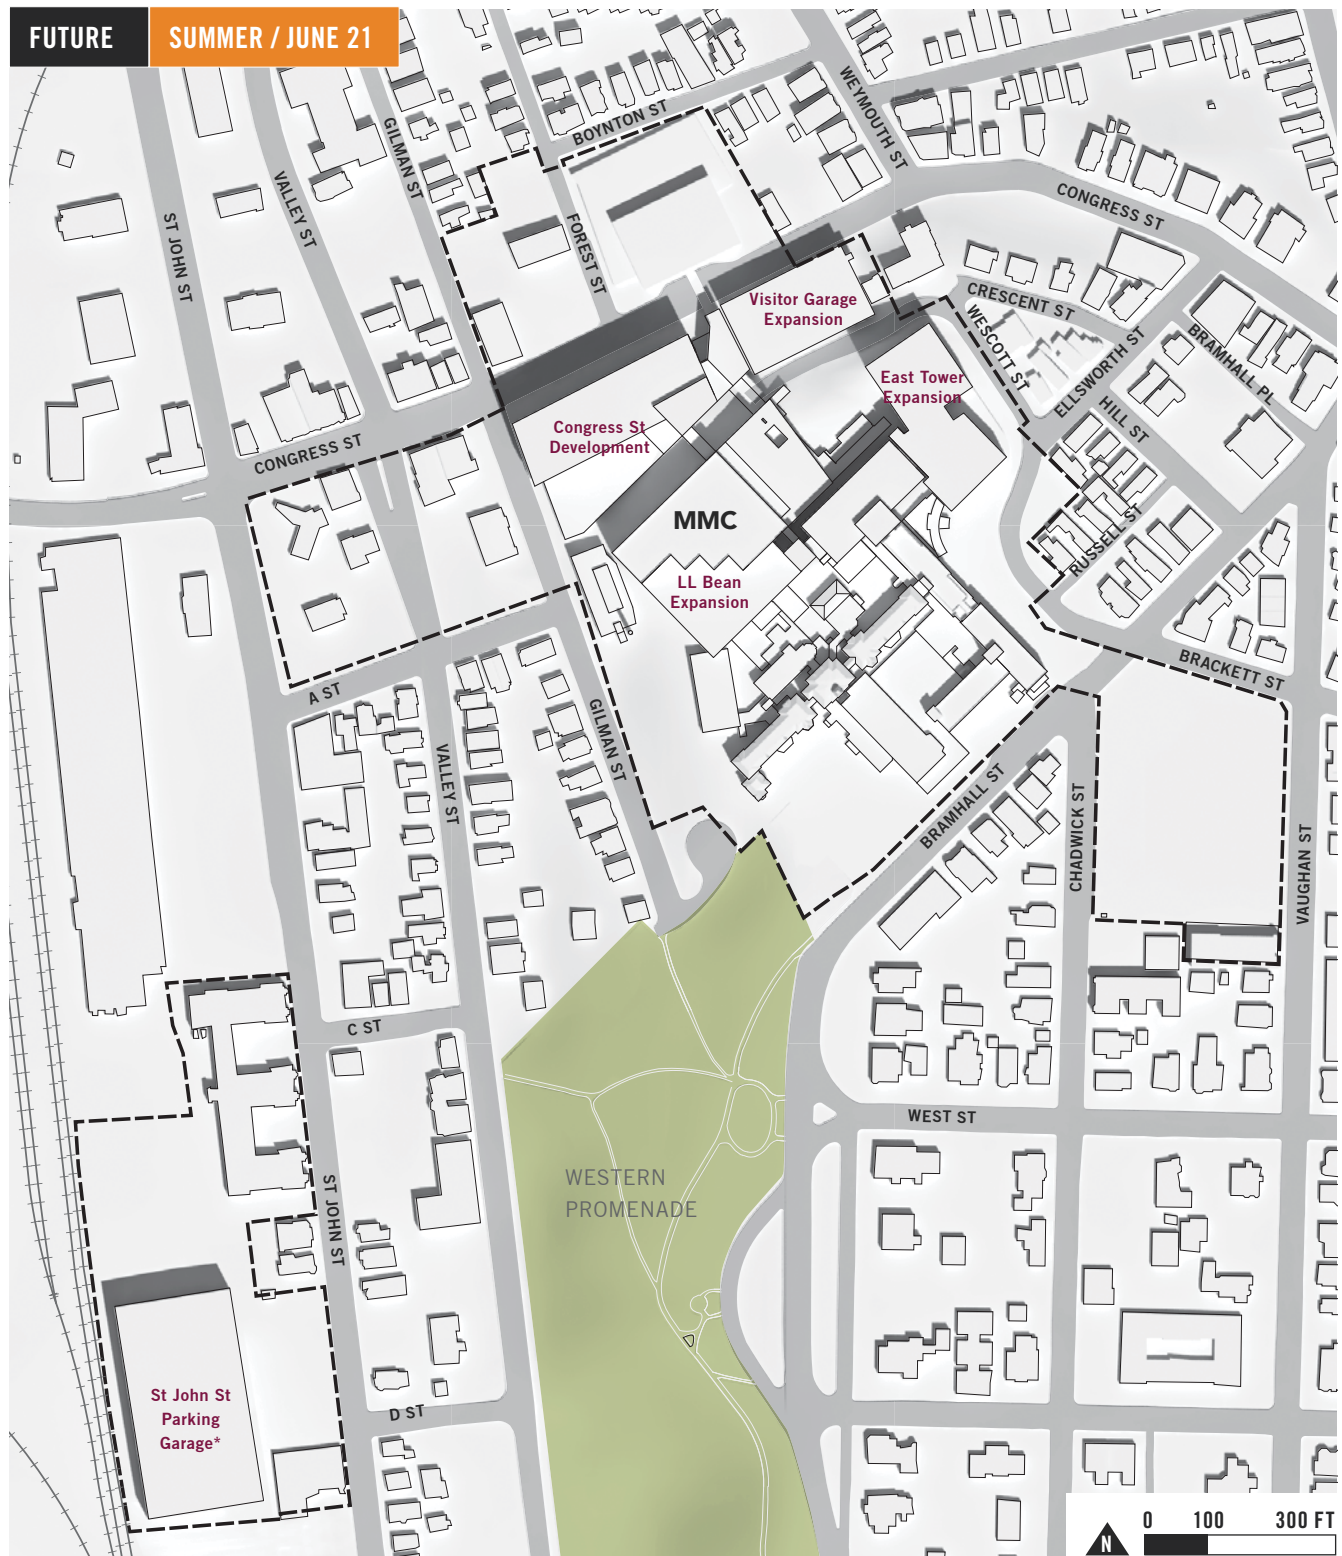 FUTURE
SUMMER / JUNE 21
BOYNTON ST
WEYMOUTH ST
GILMAN ST
VALLEY ST
ST JOHN ST
FOREST ST
CONGRESS ST
CRESCENT ST
WESCOTT ST
ELLSWORTH ST
BRAMHALL PL
HILL ST
Visitor Garage
Expansion
East Tower
Expansion
Congress St
Development
CONGRESS ST
MMC
LL Bean
Expansion
RUSSELL ST
BRACKETT ST
A ST
GILMAN ST
VALLEY ST
BRAMHALL ST
CHADWICK ST
VAUGHAN ST
C ST
WEST ST
WESTERN
PROMENADE
ST JOHN ST
St John St
Parking
Garage*
D ST
N
0 100 300 FT